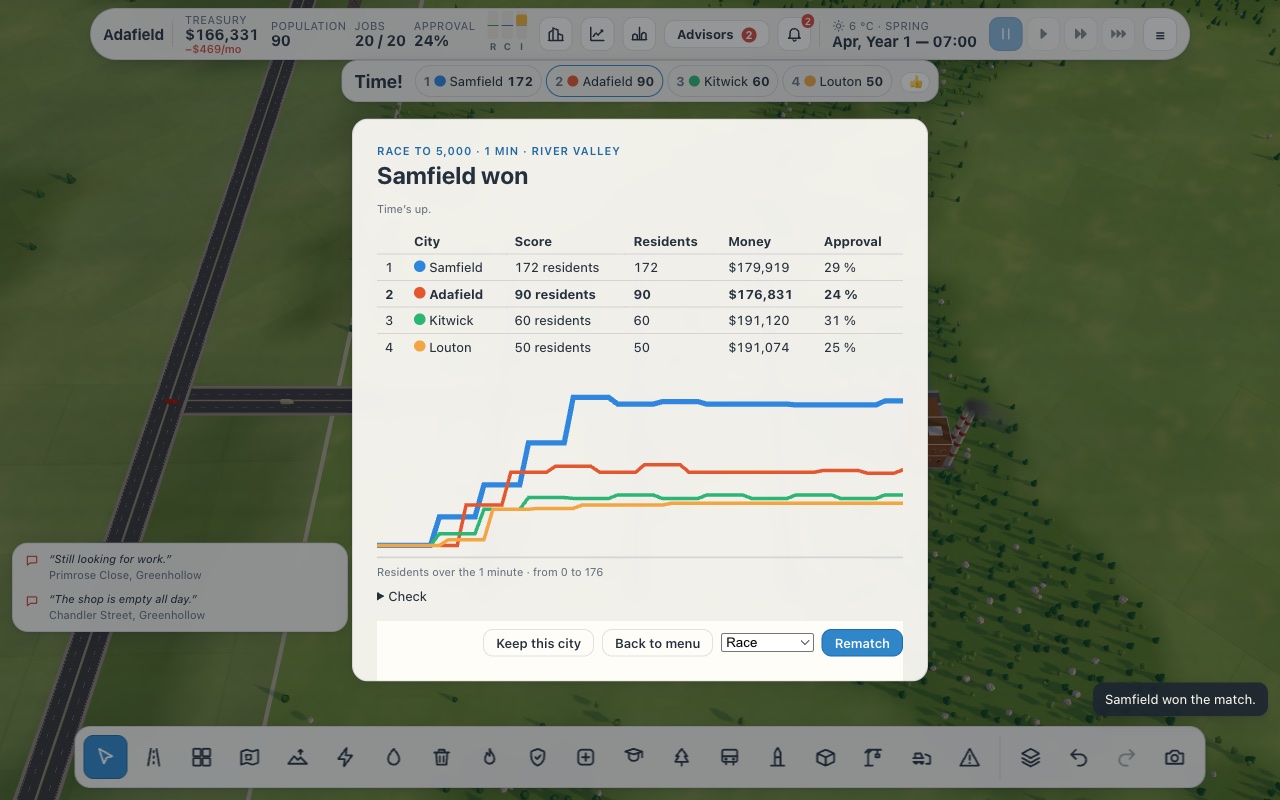 Adafield
TREASURY
$166,331
−$469/mo
POPULATION
90
JOBS
20 / 20
APPROVAL
24%
R C I
Advisors 2
2
6 °C · SPRING
Apr, Year 1 — 07:00
Time!
1 Samfield 172
2 Adafield 90
3 Kitwick 60
4 Louton 50
RACE TO 5,000 · 1 MIN · RIVER VALLEY
Samfield won
Time's up.
City Score Residents Money Approval
1 Samfield 172 residents 172 $179,919 29 %
2 Adafield 90 residents 90 $176,831 24 %
3 Kitwick 60 residents 60 $191,120 31 %
4 Louton 50 residents 50 $191,074 25 %
Residents over the 1 minute · from 0 to 176
Check
Keep this city
Back to menu
Race
Rematch
“Still looking for work.”
Primrose Close, Greenhollow
“The shop is empty all day.”
Chandler Street, Greenhollow
Samfield won the match.